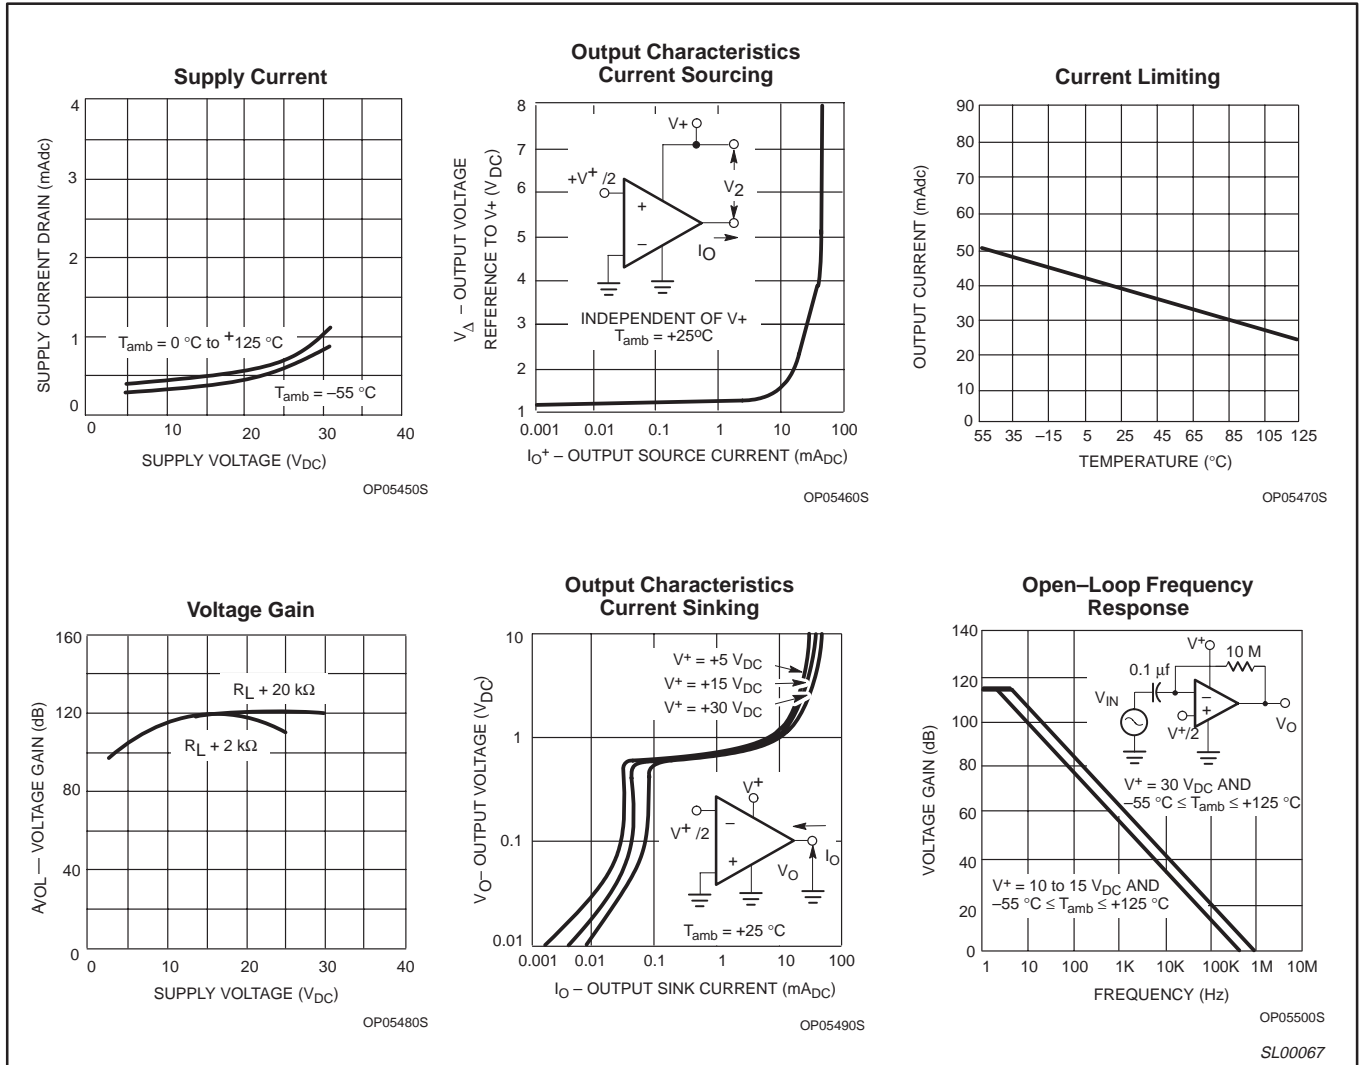 Supply Current
4
3
2
1
0
SUPPLY CURRENT DRAIN (mAdc)
Tamb = 0 °C to +125 °C
Tamb = –55 °C
0 10 20 30 40
SUPPLY VOLTAGE (VDC)
OP05450S
Output Characteristics
Current Sourcing
8
7
6
5
4
3
2
1
V∆ – OUTPUT VOLTAGE
REFERENCE TO V+ (VDC)
V+
+V+ /2
+
–
V2
IO
INDEPENDENT OF V+
Tamb = +25ºC
0.001 0.01 0.1 1 10 100
IO+ – OUTPUT SOURCE CURRENT (mADC)
OP05460S
Current Limiting
90
80
70
60
50
40
30
20
10
0
OUTPUT CURRENT (mAdc)
55 35 –15 5 25 45 65 85 105 125
TEMPERATURE (°C)
OP05470S
Voltage Gain
160
120
80
40
0
AVOL — VOLTAGE GAIN (dB)
RL + 20 kΩ
RL + 2 kΩ
0 10 20 30 40
SUPPLY VOLTAGE (VDC)
OP05480S
Output Characteristics
Current Sinking
10
1
0.1
0.01
VO– OUTPUT VOLTAGE (VDC)
V+ = +5 VDC
V+ = +15 VDC
V+ = +30 VDC
V+
V+ /2
–
+
VO
IO
Tamb = +25 °C
0.001 0.01 0.1 1 10 100
IO – OUTPUT SINK CURRENT (mADC)
OP05490S
Open–Loop Frequency
Response
140
120
100
80
60
40
20
0
VOLTAGE GAIN (dB)
V+
10 M
0.1 µf
VIN
–
+
V+/2
VO
V+ = 30 VDC AND
–55 °C ≤ Tamb ≤ +125 °C
V+ = 10 to 15 VDC AND
–55 °C ≤ Tamb ≤ +125 °C
1 10 100 1K 10K 100K 1M 10M
FREQUENCY (Hz)
OP05500S
SL00067